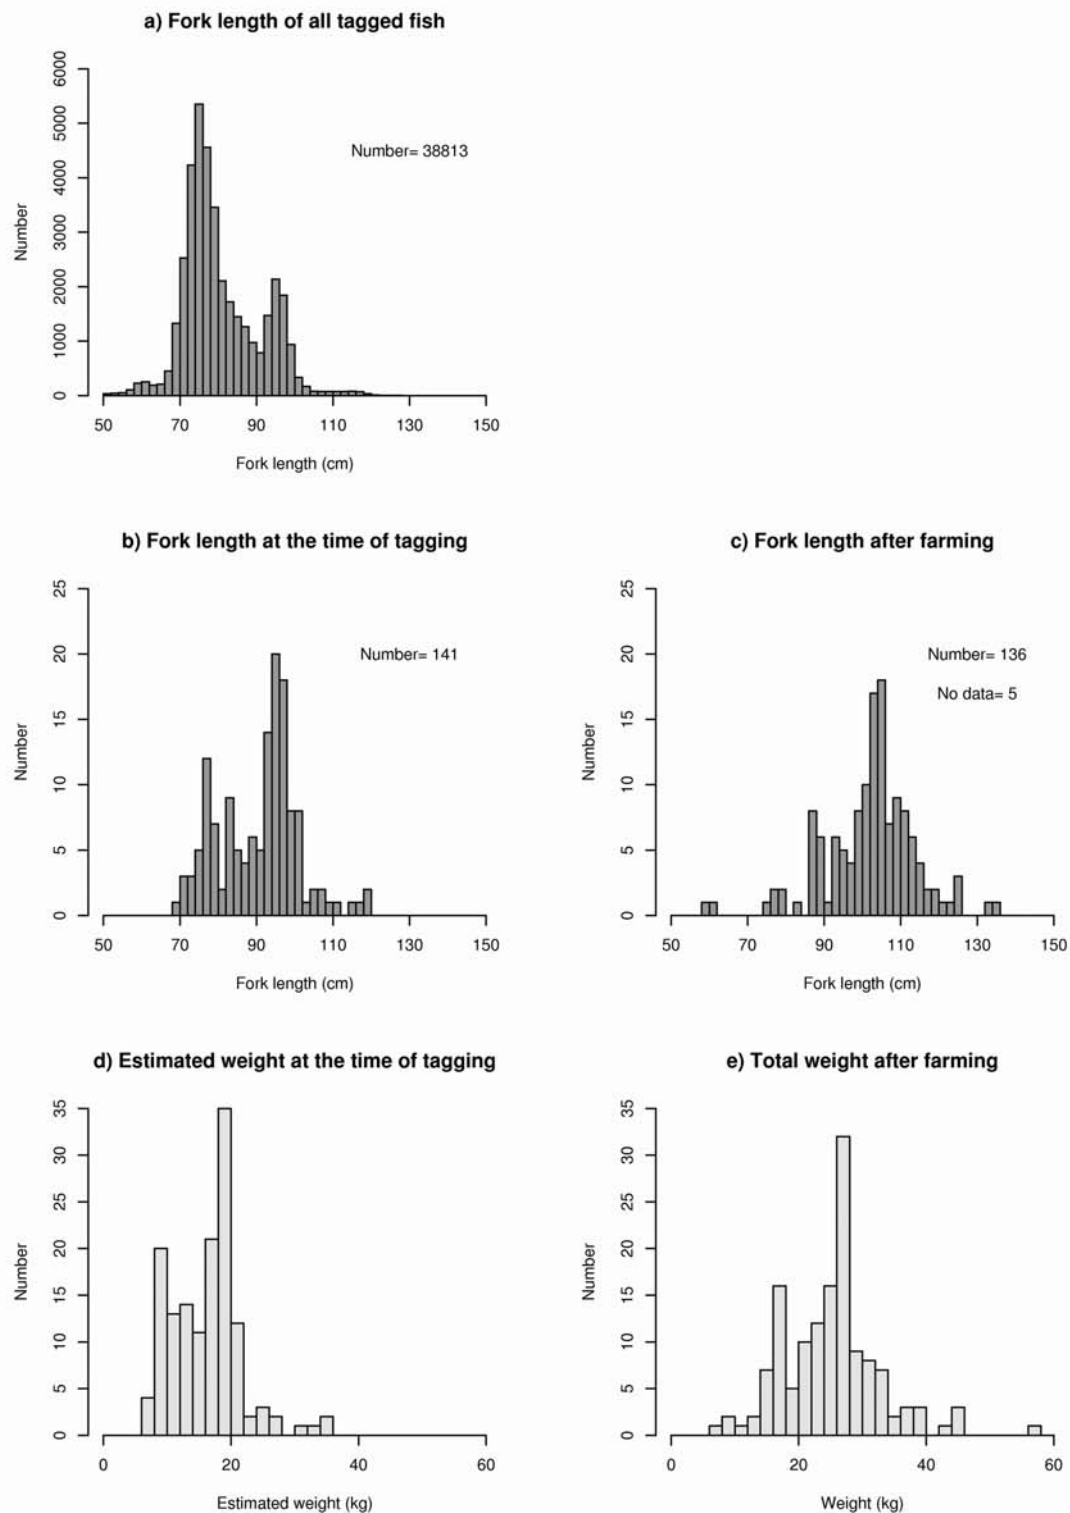 a) Fork length of all tagged fish
6000
5000
4000
3000
2000
1000
0
Number
Number= 38813
50 70 90 110 130 150
Fork length (cm)
b) Fork length at the time of tagging
25
20
15
10
5
0
Number
Number= 141
50 70 90 110 130 150
Fork length (cm)
c) Fork length after farming
25
20
15
10
5
0
Number
Number= 136
No data= 5
50 70 90 110 130 150
Fork length (cm)
d) Estimated weight at the time of tagging
35
30
25
20
15
10
5
0
Number
0 20 40 60
Estimated weight (kg)
e) Total weight after farming
35
30
25
20
15
10
5
0
Number
0 20 40 60
Weight (kg)